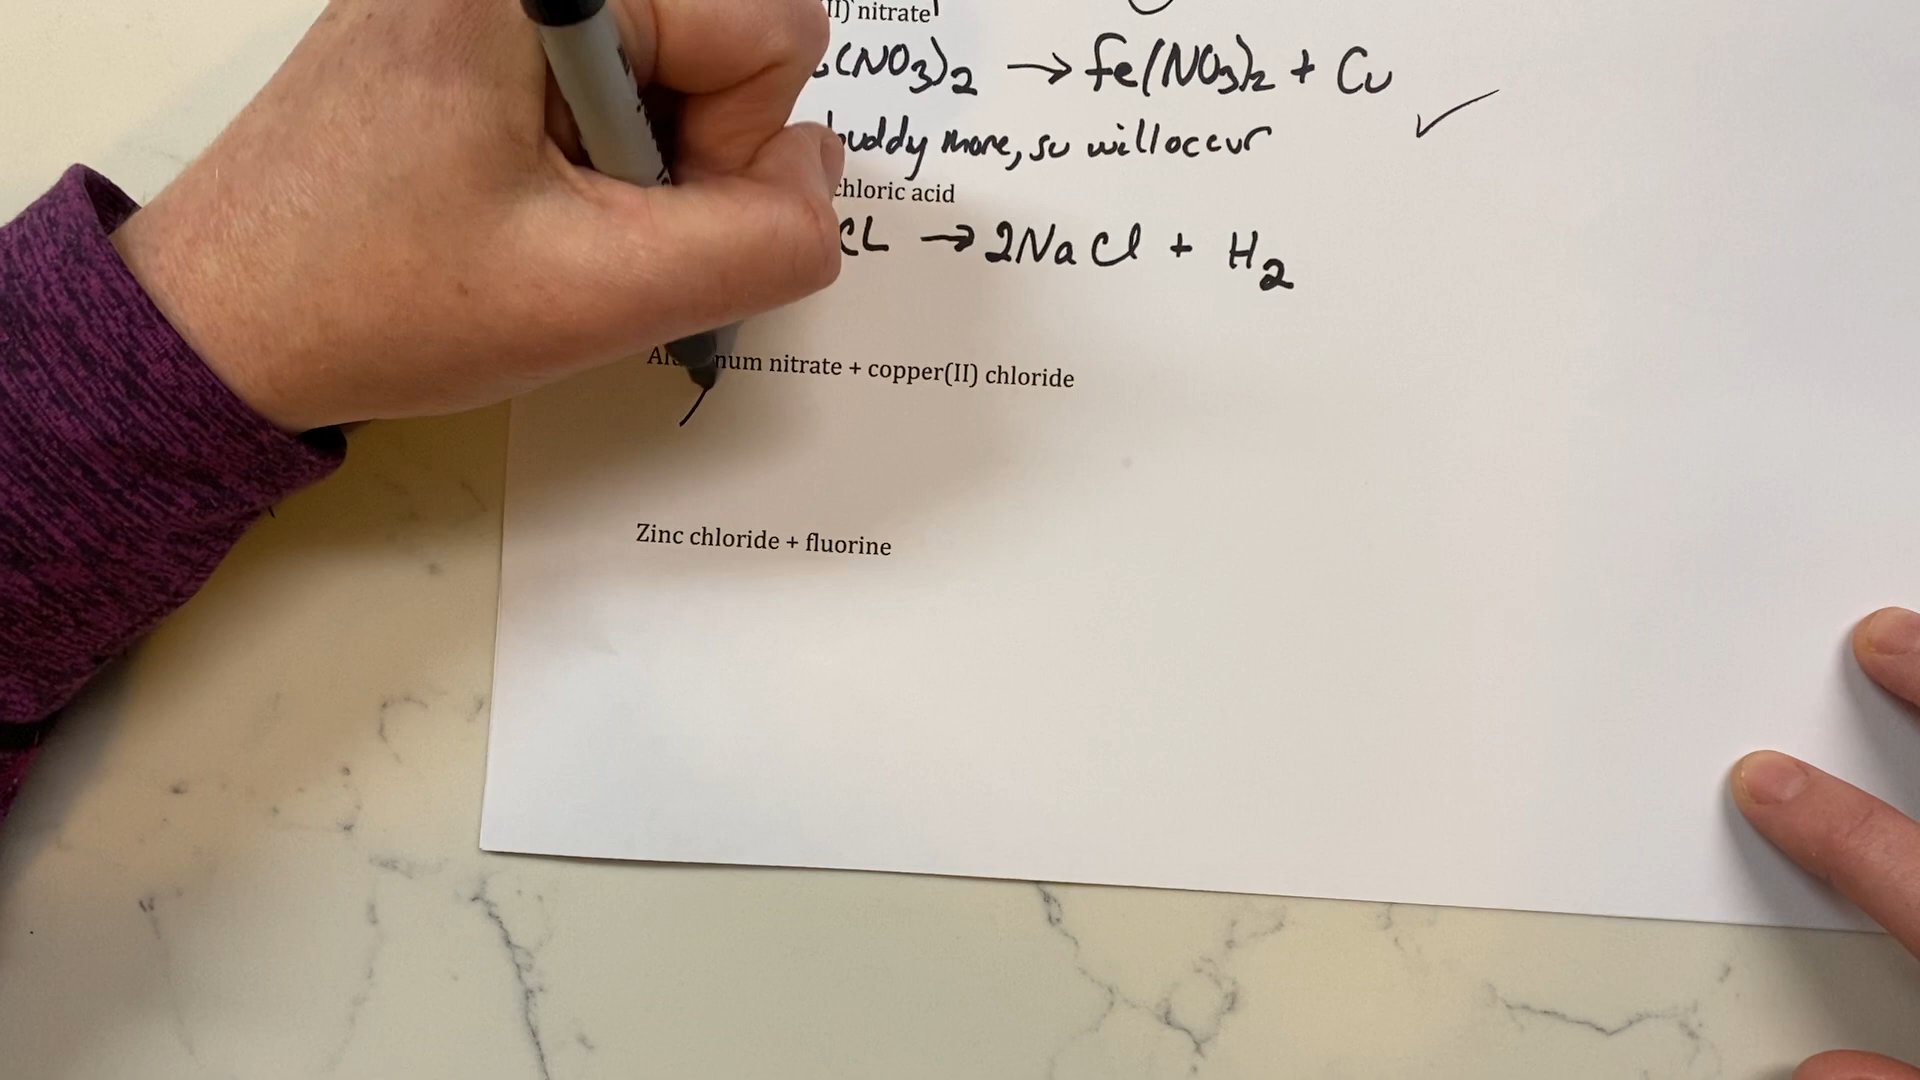 II) nitrate
(NO3)2 → Fe(NO3)2 + Cu
buddy more, so will occur
chloric acid
CL → 2NaCl + H2
num nitrate + copper(II) chloride
Zinc chloride + fluorine